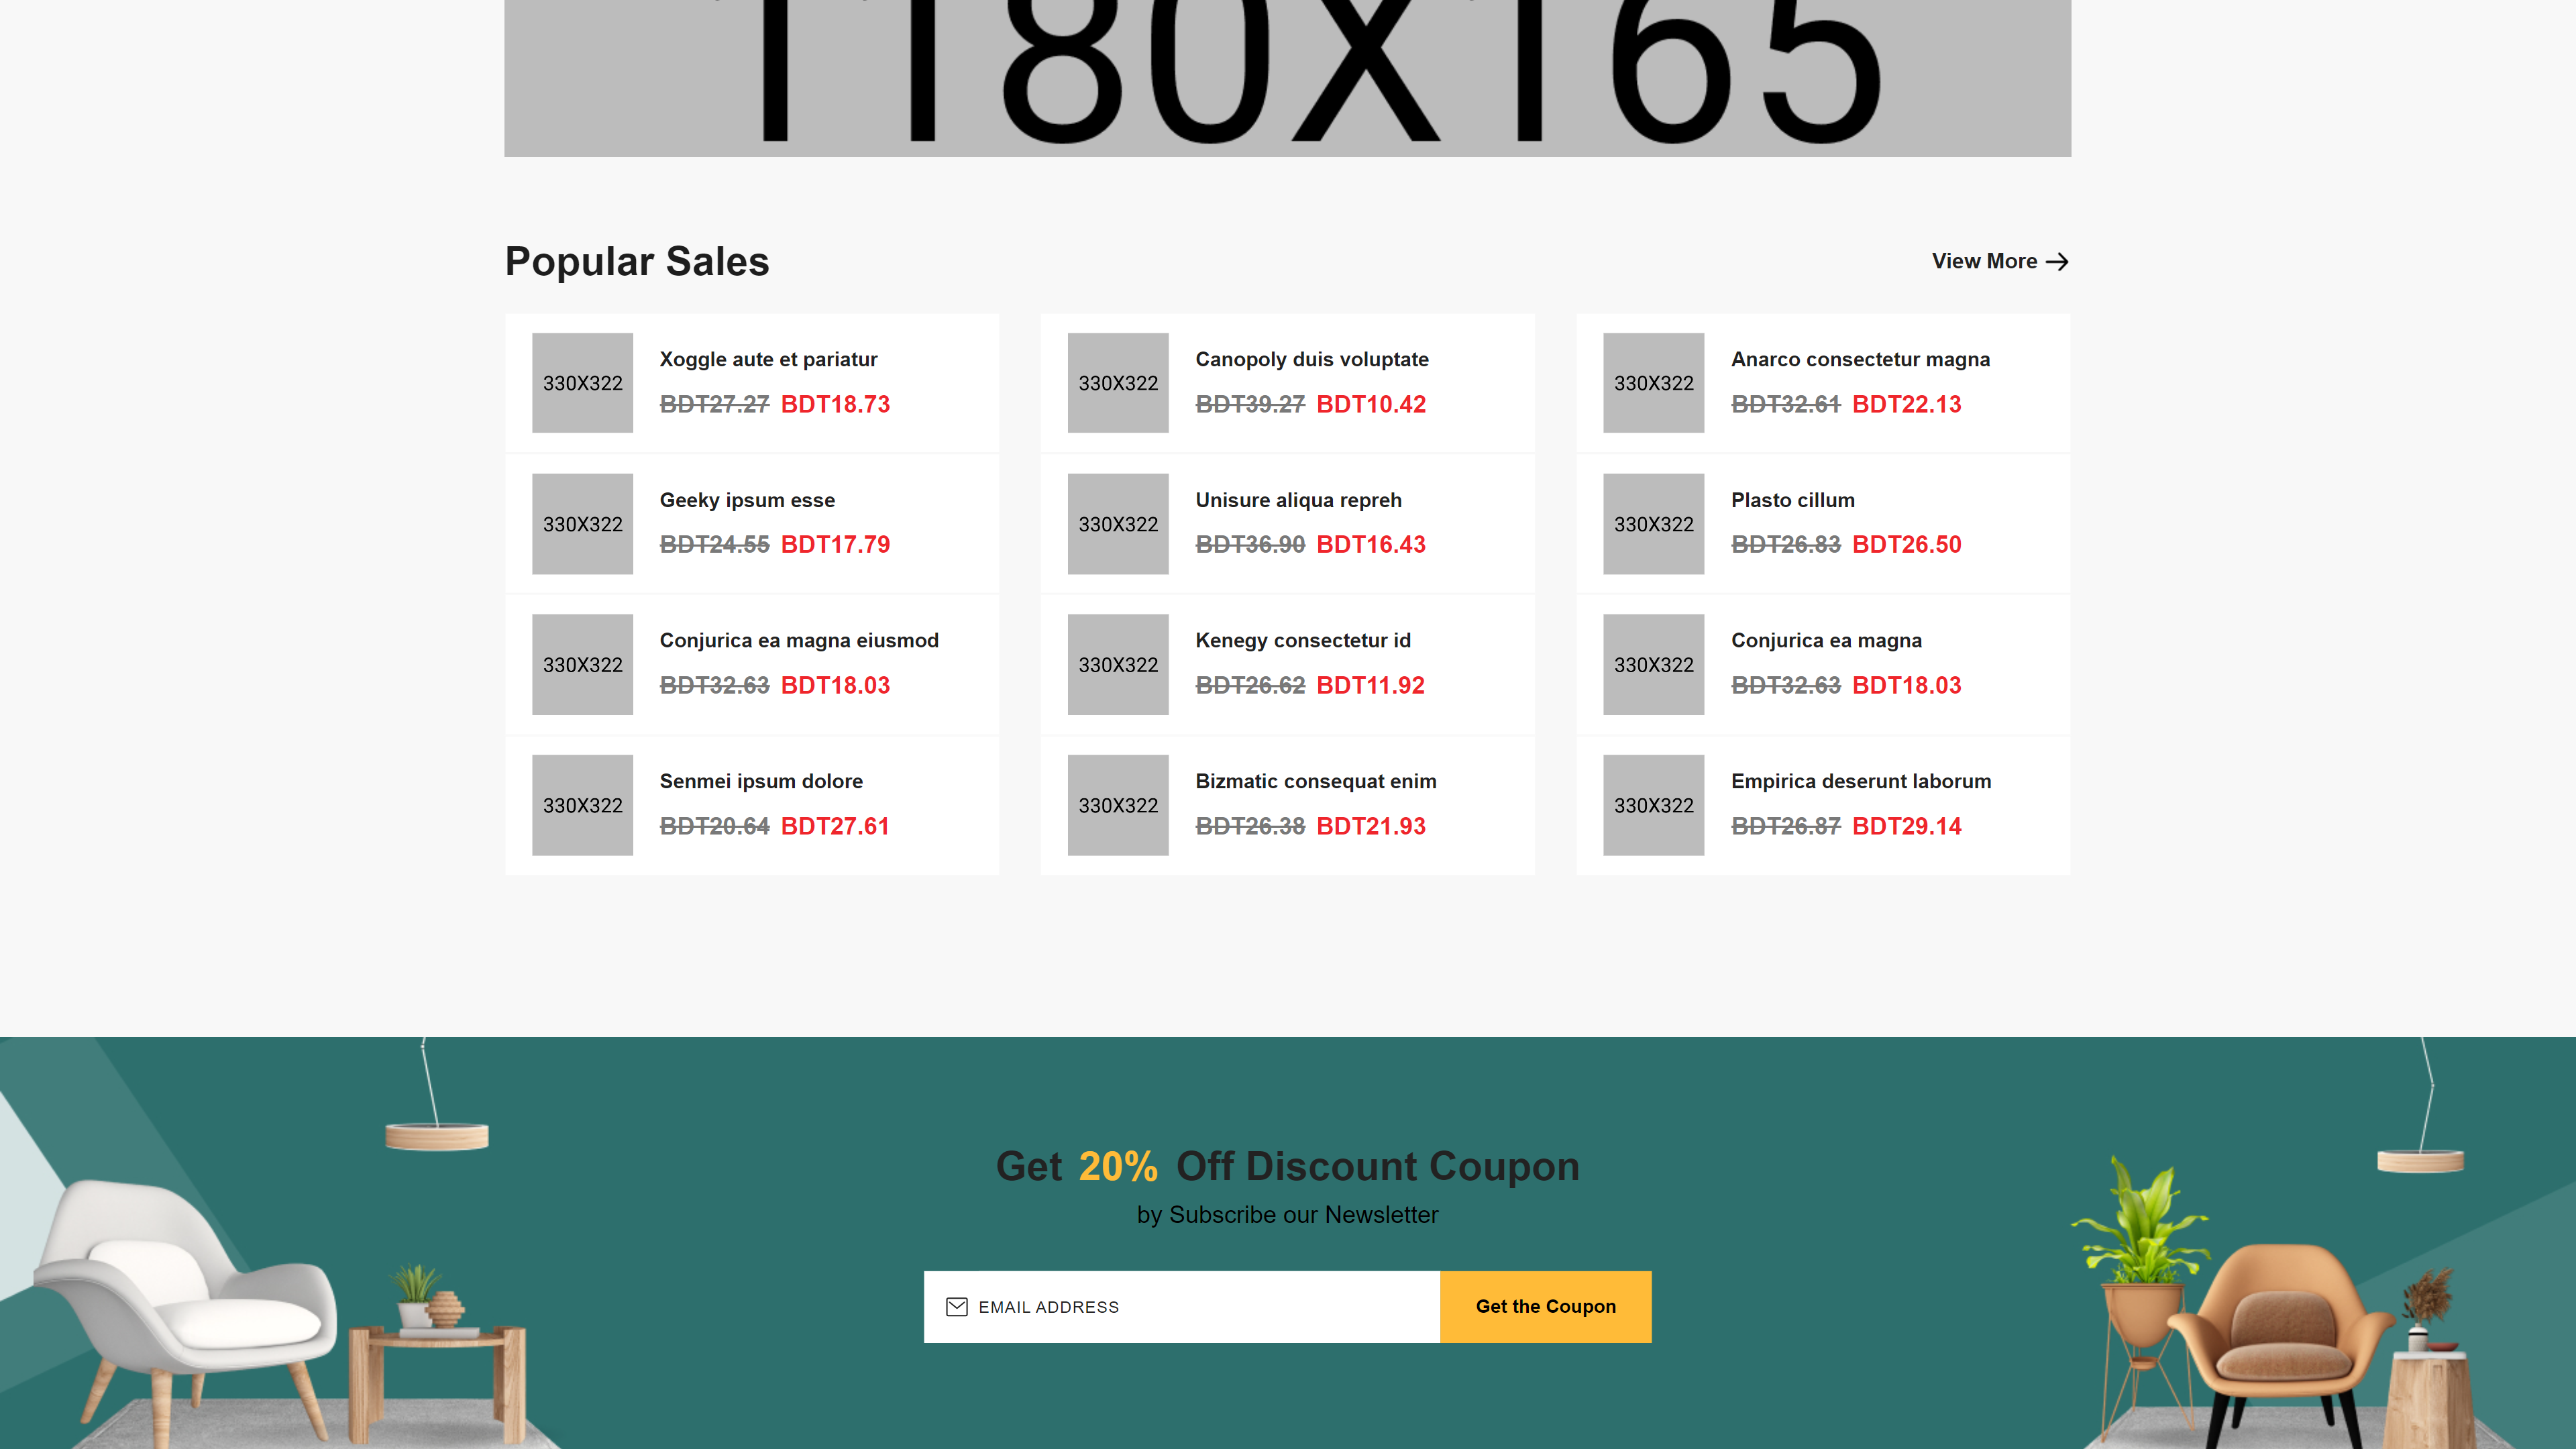 1180X165
Popular Sales
View More
330X322
Xoggle aute et pariatur
BDT27.27 BDT18.73
330X322
Canopoly duis voluptate
BDT39.27 BDT10.42
330X322
Anarco consectetur magna
BDT32.61 BDT22.13
330X322
Geeky ipsum esse
BDT24.55 BDT17.79
330X322
Unisure aliqua repreh
BDT36.90 BDT16.43
330X322
Plasto cillum
BDT26.83 BDT26.50
330X322
Conjurica ea magna eiusmod
BDT32.63 BDT18.03
330X322
Kenegy consectetur id
BDT26.62 BDT11.92
330X322
Conjurica ea magna
BDT32.63 BDT18.03
330X322
Senmei ipsum dolore
BDT20.64 BDT27.61
330X322
Bizmatic consequat enim
BDT26.38 BDT21.93
330X322
Empirica deserunt laborum
BDT26.87 BDT29.14
Get 20% Off Discount Coupon
by Subscribe our Newsletter
EMAIL ADDRESS
Get the Coupon